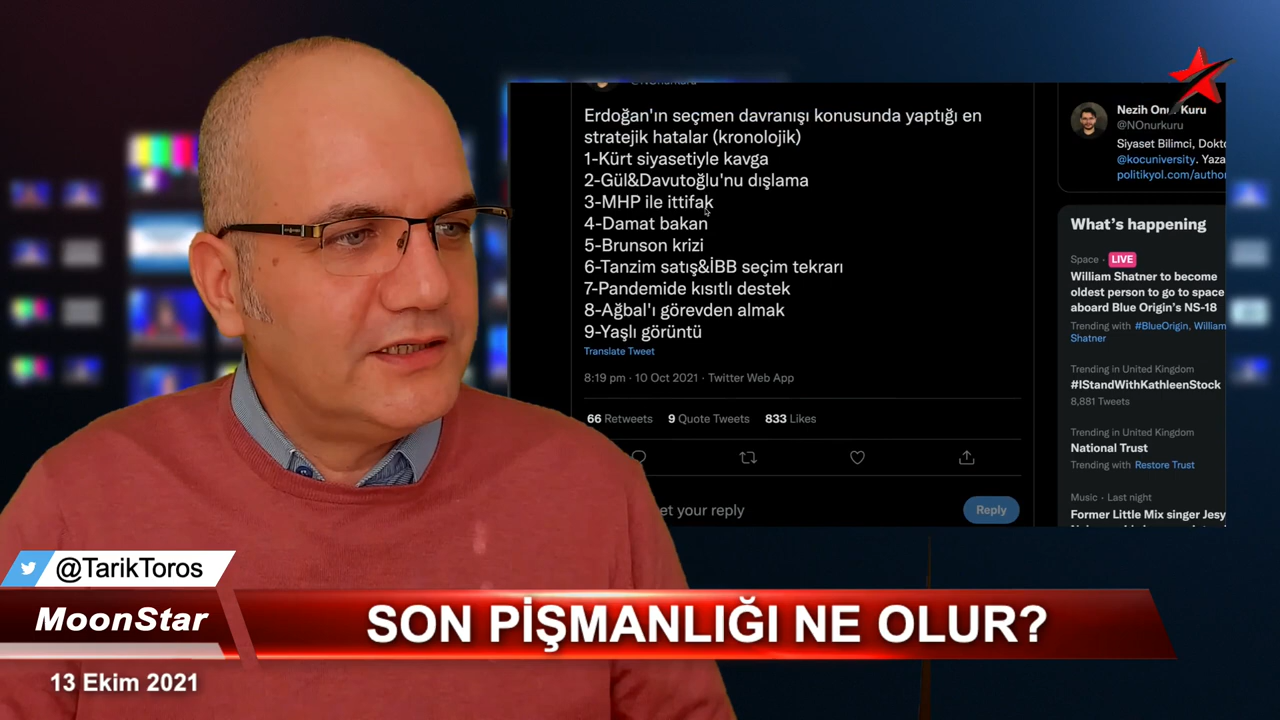 Erdoğan'ın seçmen davranışı konusunda yaptığı en
stratejik hatalar (kronolojik)
1-Kürt siyasetiyle kavga
2-Gül&Davutoğlu'nu dışlama
3-MHP ile ittifak
4-Damat bakan
5-Brunson krizi
6-Tanzim satış&İBB seçim tekrarı
7-Pandemide kısıtlı destek
8-Ağbal'ı görevden almak
9-Yaşlı görüntü
Translate Tweet
8:19 pm · 10 Oct 2021 · Twitter Web App
66 Retweets 9 Quote Tweets 833 Likes
your reply
Reply
Nezih Kuru
@NOnurkuru
Siyaset Bilimci,
@kocuniversity.
What's happening
Space · LIVE
William Shatner to become
oldest person to go to space
aboard Blue Origin's NS-18
Trending with #BlueOrigin, William
Shatner
Trending in United Kingdom
#IStandWithKathleenStock
8,881 Tweets
Trending in United Kingdom
National Trust
Trending with Restore Trust
Music · Last night
Former Little Mix singer Jesy
@TarikToros
MoonStar
SON PİŞMANLIĞI NE OLUR?
13 Ekim 2021